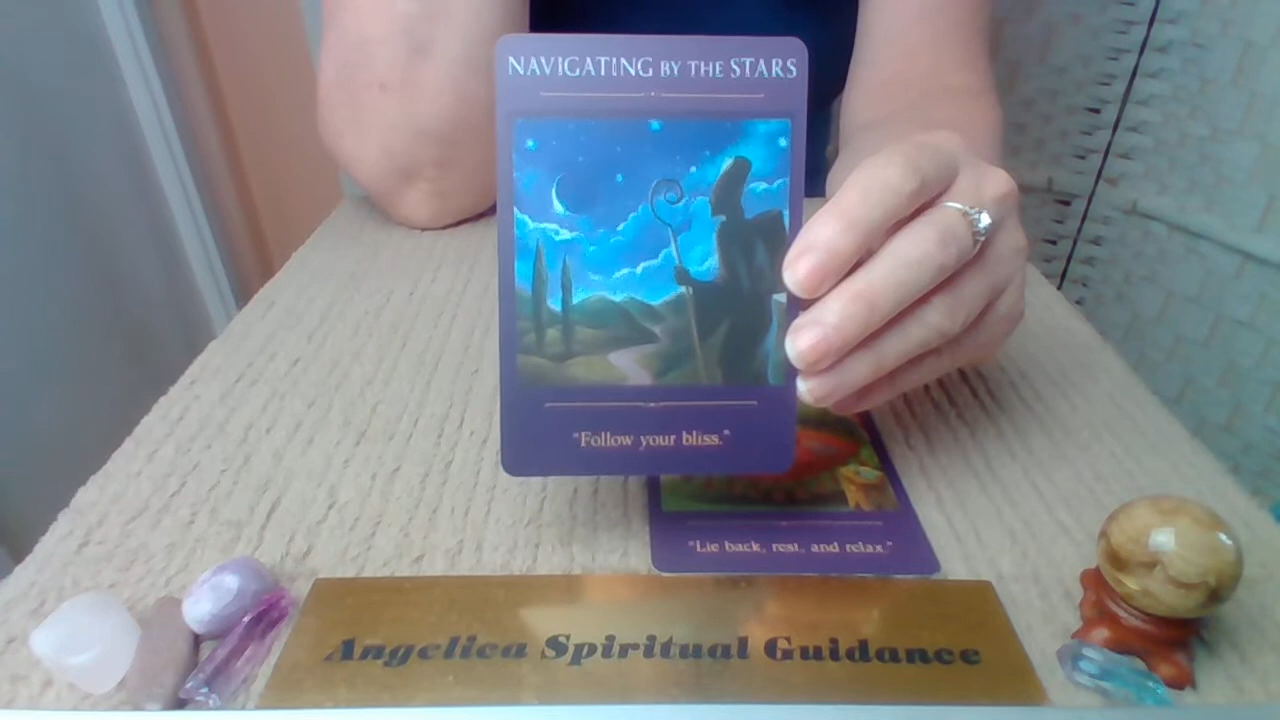 NAVIGATING BY THE STARS
"Follow your bliss."
"Lie back, rest, and relax."
Angelica Spiritual Guidance